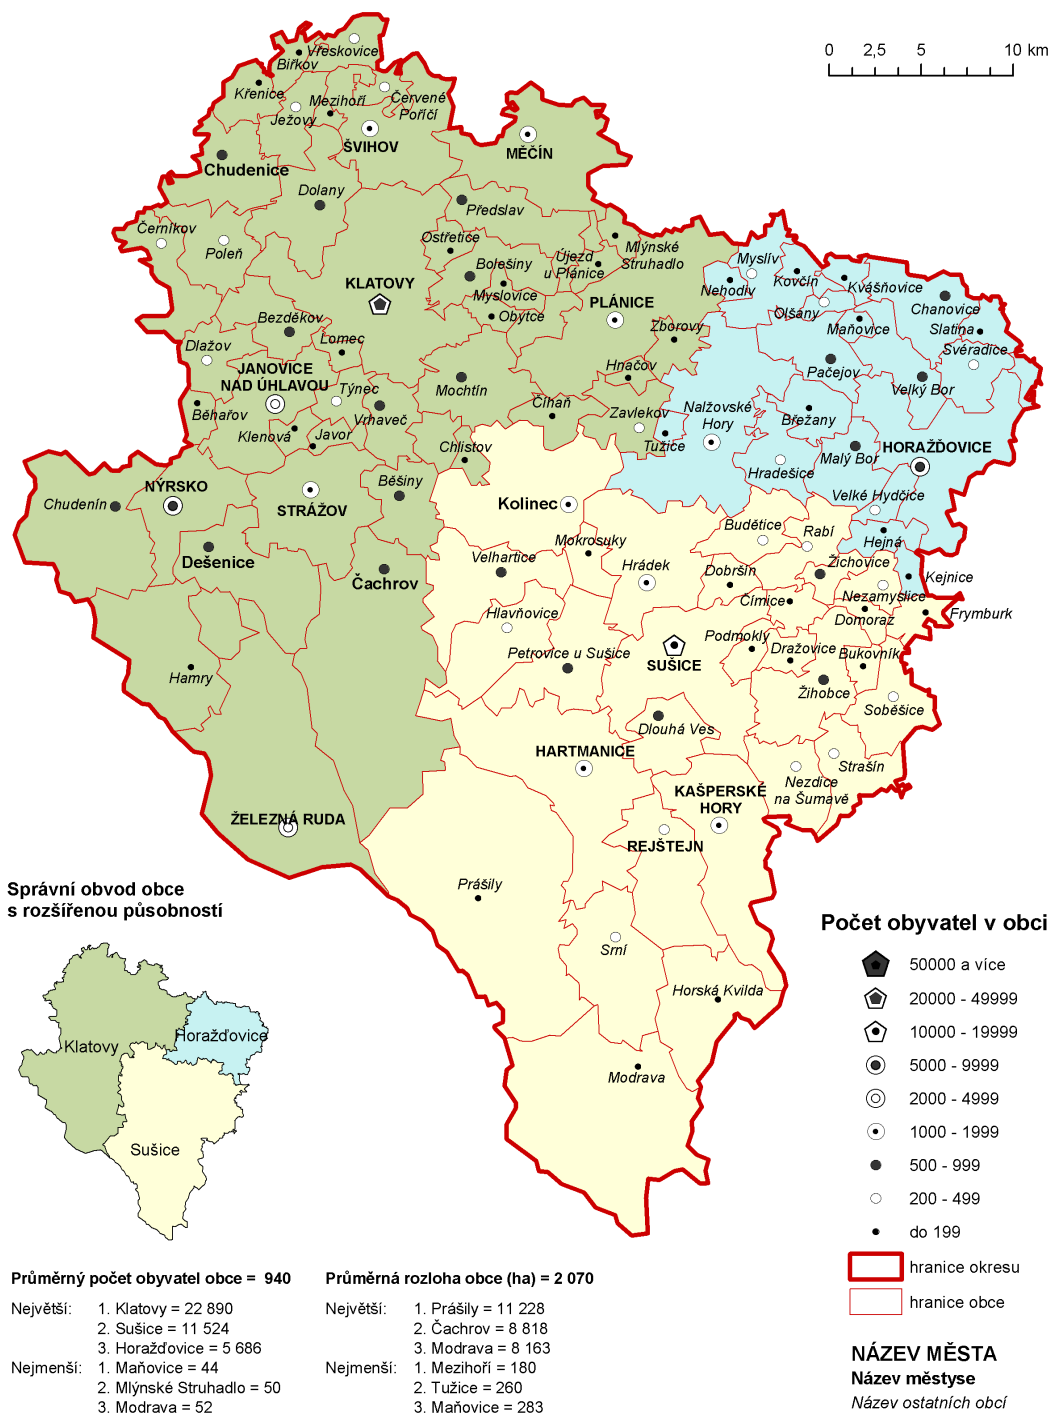 0 2,5 5 10 km
Vřeskovice
Biřkov
Křenice
Mezihoří
Červené
Poříčí
Ježovy
ŠVIHOV
MĚČÍN
Chudenice
Dolany
Předslav
Černíkov
Poleň
Ostřetice
Mlýnské
Struhadlo
Újezd
u Plánice
Bolešiny
Myslovice
KLATOVY
Obytce
PLÁNICE
Zborovy
Myslív
Nehodiv
Kovčín
Kvášňovice
Olšany
Chanovice
Maňovice
Slatina
Svéradice
Bezděkov
Lomec
Dlažov
JANOVICE
NAD ÚHLAVOU
Týnec
Mochtín
Hnačov
Pačejov
Velký Bor
Běhařov
Klenová
Javor
Vrhaveč
Číhaň
Zavlekov
Tužice
Nalžovské
Hory
Břežany
Malý Bor
HORAŽĎOVICE
Chlistov
Hradešice
Chudenín
NÝRSKO
STRÁŽOV
Běšiny
Kolinec
Velké Hydčice
Budětice
Rabí
Hejná
Dešenice
Čachrov
Velhartice
Mokrosuky
Hrádek
Dobršín
Žichovice
Kejnice
Nezamyslice
Čímice
Domoraz
Frymburk
Hlavňovice
Petrovice u Sušice
SUŠICE
Podmokly
Dražovice
Bukovník
Hamry
Žihobce
Soběšice
Dlouhá Ves
HARTMANICE
Strašín
Nezdice
na Šumavě
KAŠPERSKÉ
HORY
ŽELEZNÁ RUDA
REJŠTEJN
Prášily
Srní
Horská Kvilda
Modrava
Správní obvod obce
s rozšířenou působností
Klatovy
Horažďovice
Sušice
Počet obyvatel v obci
50000 a více
20000 - 49999
10000 - 19999
5000 - 9999
2000 - 4999
1000 - 1999
500 - 999
200 - 499
do 199
hranice okresu
hranice obce
NÁZEV MĚSTA
Název městyse
Název ostatních obcí
Průměrný počet obyvatel obce = 940
Největší: 1. Klatovy = 22 890
2. Sušice = 11 524
3. Horažďovice = 5 686
Nejmenší: 1. Maňovice = 44
2. Mlýnské Struhadlo = 50
3. Modrava = 52
Průměrná rozloha obce (ha) = 2 070
Největší: 1. Prášily = 11 228
2. Čachrov = 8 818
3. Modrava = 8 163
Nejmenší: 1. Mezihoří = 180
2. Tužice = 260
3. Maňovice = 283